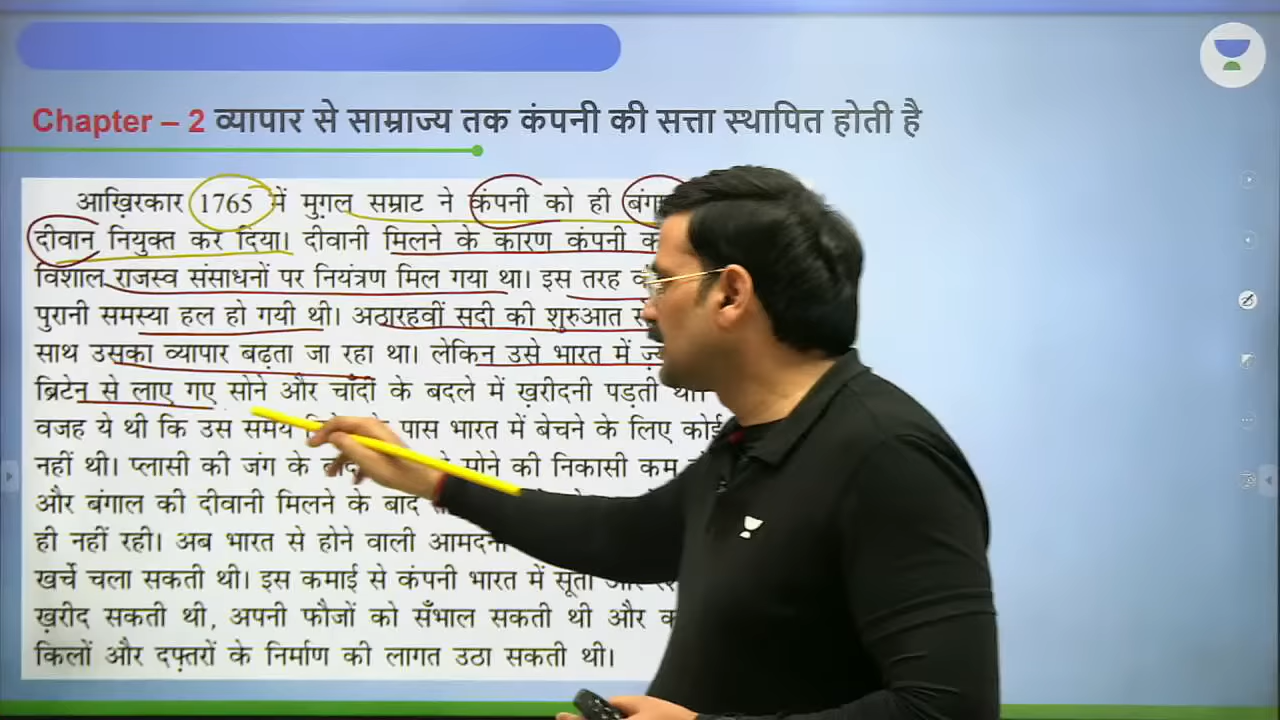 Chapter – 2 व्यापार से साम्राज्य तक कंपनी की सत्ता स्थापित होती है
आख़िरकार 1765 में मुग़ल सम्राट ने कंपनी को ही
दीवान नियुक्त कर दिया। दीवानी मिलने के कारण कंपनी
विशाल राजस्व संसाधनों पर नियंत्रण मिल गया था। इस तरह
पुरानी समस्या हल हो गयी थी। अठारहवीं सदी की शुरुआत
साथ उसका व्यापार बढ़ता जा रहा था। लेकिन उसे भारत में
ब्रिटेन से लाए गए सोने और चाँदी के बदले में ख़रीदनी पड़ती
वजह ये थी कि उस समय पास भारत में बेचने के लिए कोई
नहीं थी। प्लासी की जंग के सोने की निकासी कम
और बंगाल की दीवानी मिलने के बाद
ही नहीं रही। अब भारत से होने वाली आमदनी
खर्चे चला सकती थी। इस कमाई से कंपनी भारत में
ख़रीद सकती थी, अपनी फौजों को सँभाल सकती थी और
किलों और दफ़्तरों के निर्माण की लागत उठा सकती थी।